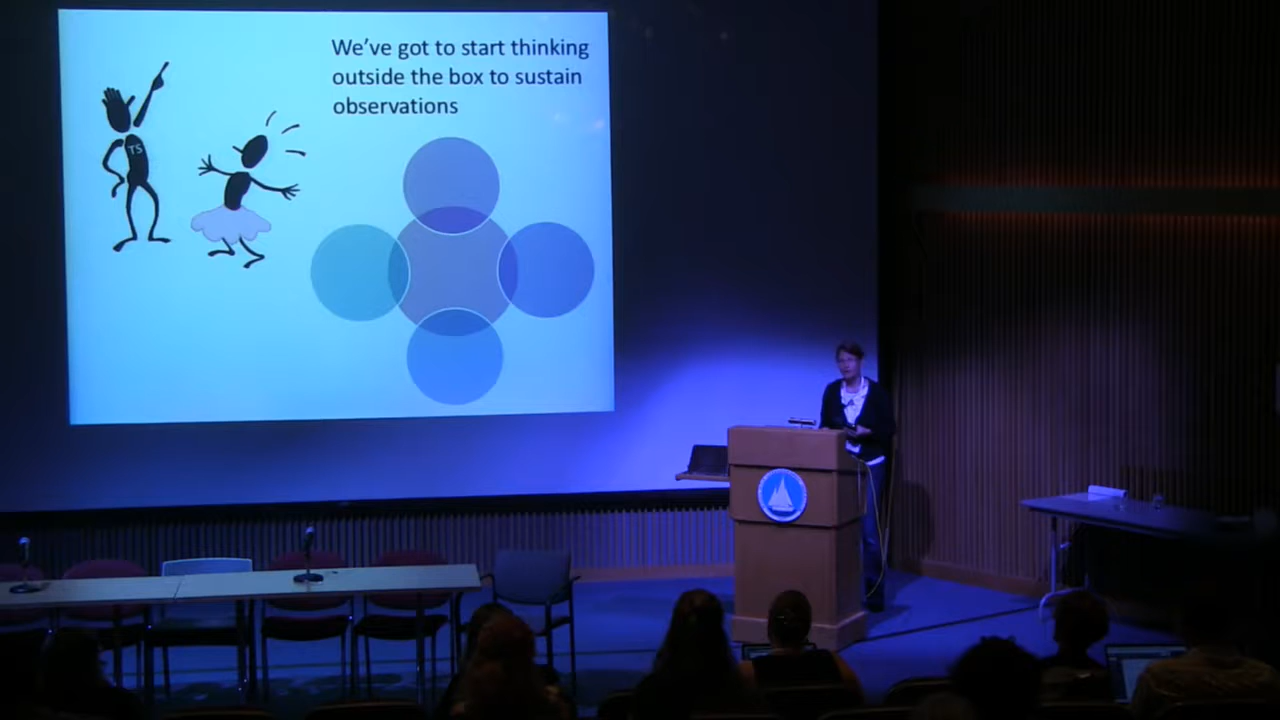 We've got to start thinking
outside the box to sustain
observations
TS